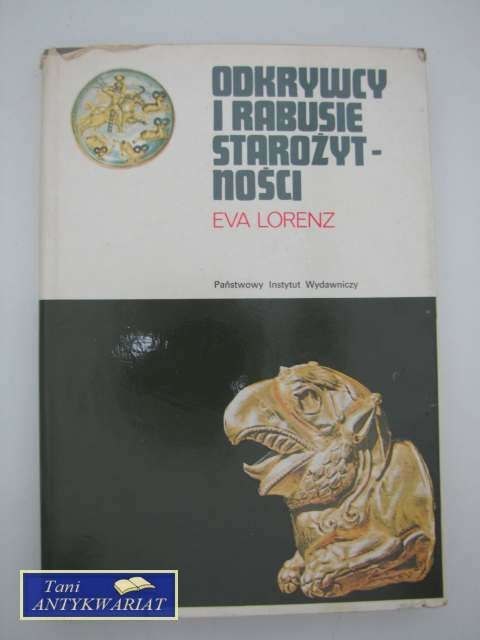 ODKRYWCY
I RABUSIE
STAROŻYT-
NOŚCI
EVA LORENZ
Państwowy Instytut Wydawniczy
Tani
ANTYKWARIAT